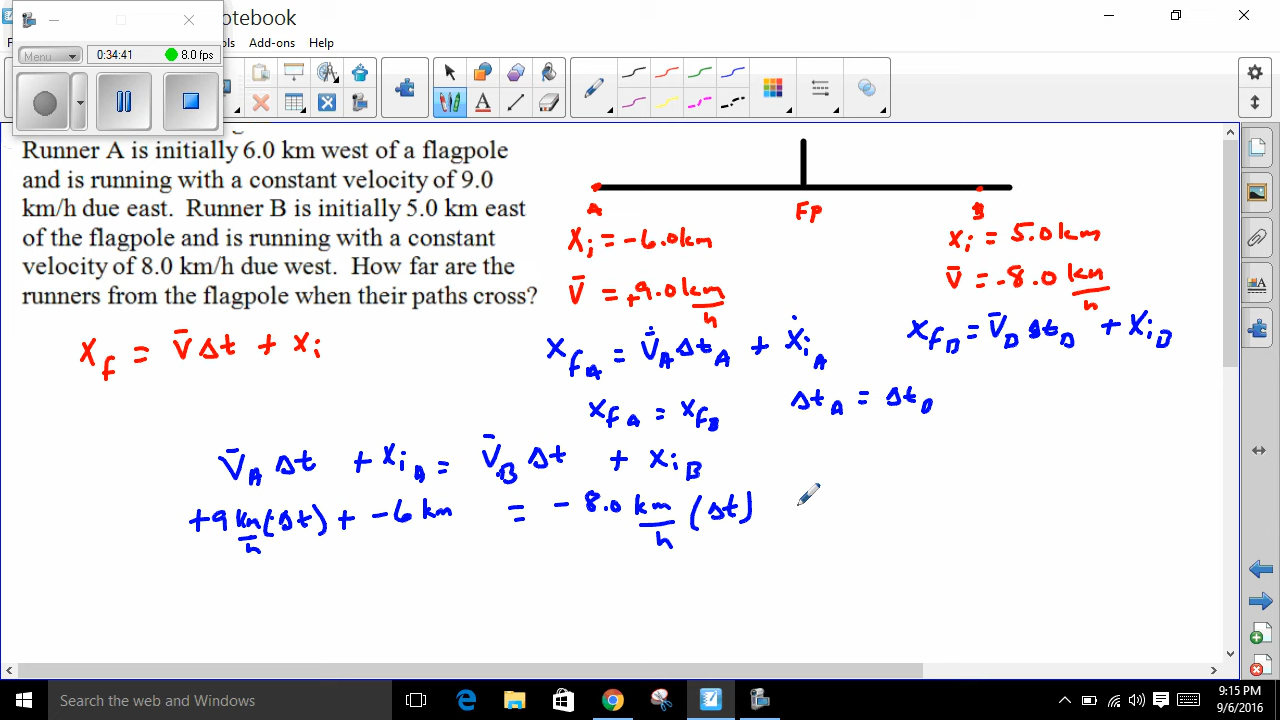 otebook
Menu
0:34:41
8.0 fps
ols Add-ons Help
Runner A is initially 6.0 km west of a flagpole
and is running with a constant velocity of 9.0
km/h due east. Runner B is initially 5.0 km east
of the flagpole and is running with a constant
velocity of 8.0 km/h due west. How far are the
runners from the flagpole when their paths cross?
A FP B
Xi = -6.0km
V̄ = +9.0 km/h
xi = 5.0km
V̄ = -8.0 km/h
Xf = V̄Δt + Xi
XfA = V̄AΔtA + XiA
XfB = V̄BΔtB + XiB
XfA = XfB
ΔtA = ΔtB
V̄AΔt + XiA = V̄BΔt + XiB
+9 km/h (Δt) + -6 km = -8.0 km/h (Δt)
Search the web and Windows
9:15 PM
9/6/2016